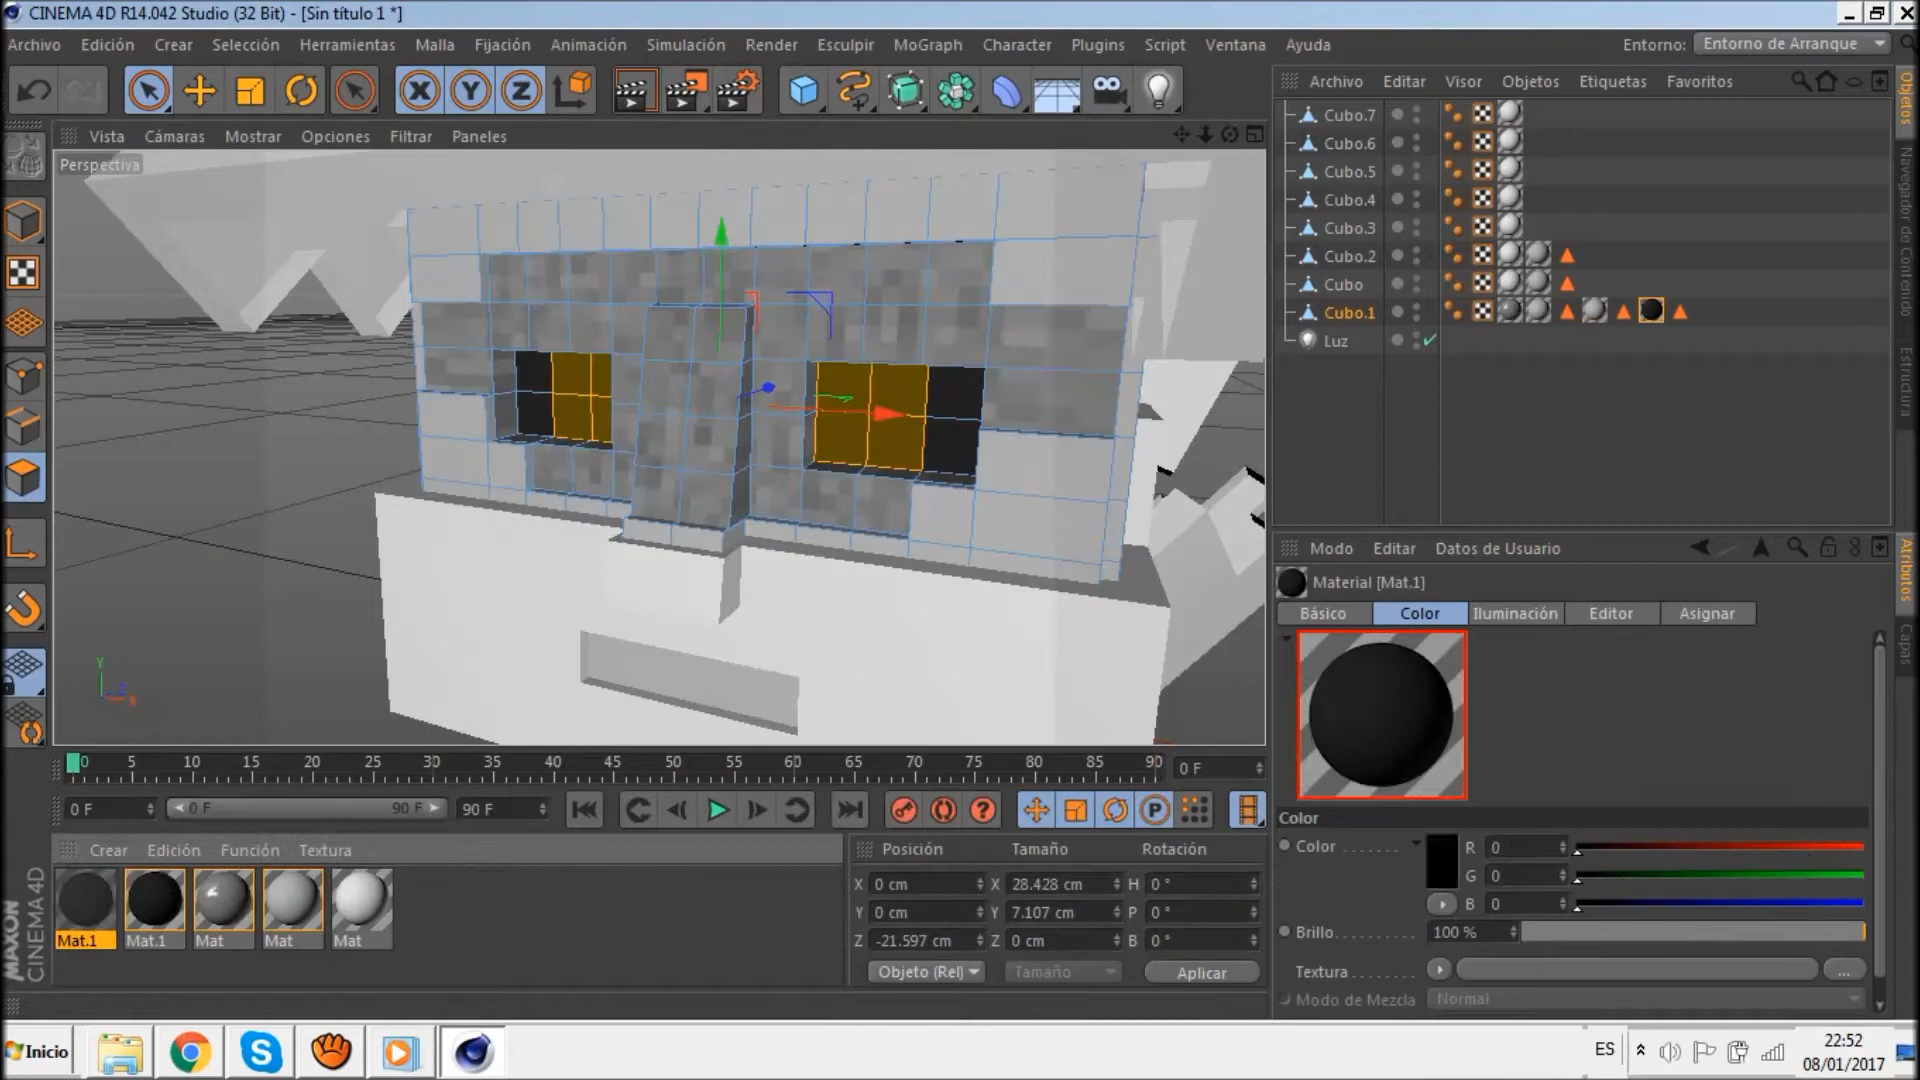 CINEMA 4D R14.042 Studio (32 Bit) - [Sin título 1 *]
Archivo Edición Crear Selección Herramientas Malla Fijación Animación Simulación Render Esculpir MoGraph Character Plugins Script Ventana Ayuda Entorno: Entorno de Arranque
X Y Z
Archivo Editar Visor Objetos Etiquetas Favoritos
Objetos
Navegador de Contenido
Estructura
Vista Cámaras Mostrar Opciones Filtrar Paneles
Perspectiva
Cubo.7
Cubo.6
Cubo.5
Cubo.4
Cubo.3
Cubo.2
Cubo
Cubo.1
Luz
Y
Modo Editar Datos de Usuario
Atributos
Capas
Material [Mat.1]
Básico Color Iluminación Editor Asignar
0 5 10 15 20 25 30 35 40 45 50 55 60 65 70 75 80 85 90 0 F
0 F 0 F 90 F 90 F P
Color
Color R 0
G 0
B 0
Brillo 100 %
Textura ...
Modo de Mezcla Normal
Crear Edición Función Textura
Mat.1 Mat.1 Mat Mat Mat
MAXON CINEMA 4D
Posición Tamaño Rotación
X 0 cm X 28.428 cm H 0 °
Y 0 cm Y 7.107 cm P 0 °
Z -21.597 cm Z 0 cm B 0 °
Objeto (Rel) Tamaño Aplicar
Inicio
ES
22:52
08/01/2017